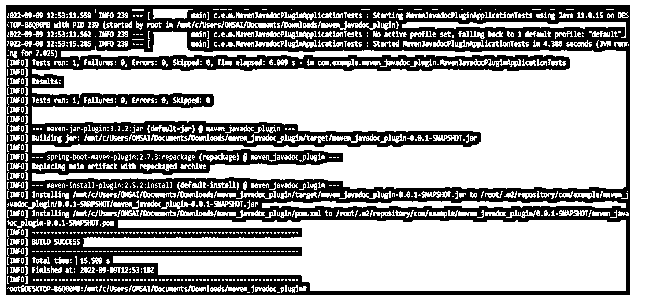 2022-09-09 12:53:11.559 INFO 239 --- [ main] c.e.m.MavenJavadocPluginApplicationTests : Starting MavenJavadocPluginApplicationTests using Java 11.0.15 on DES
TOP-B6Q90MB with PID 239 (started by root in /mnt/c/Users/OMSAI/Documents/Downloads/maven_javadoc_plugin)
2022-09-09 12:53:11.562 INFO 239 --- [ main] c.e.m.MavenJavadocPluginApplicationTests : No active profile set, falling back to 1 default profile: "default"
2022-09-09 12:53:15.285 INFO 239 --- [ main] c.e.m.MavenJavadocPluginApplicationTests : Started MavenJavadocPluginApplicationTests in 4.388 seconds (JVM runn
ng for 7.025)
[INFO] Tests run: 1, Failures: 0, Errors: 0, Skipped: 0, Time elapsed: 6.009 s - in com.example.maven_javadoc_plugin.MavenJavadocPluginApplicationTests
[INFO]
[INFO] Results:
[INFO]
[INFO] Tests run: 1, Failures: 0, Errors: 0, Skipped: 0
[INFO]
[INFO]
[INFO] --- maven-jar-plugin:3.2.2:jar (default-jar) @ maven_javadoc_plugin ---
[INFO] Building jar: /mnt/c/Users/OMSAI/Documents/Downloads/maven_javadoc_plugin/target/maven_javadoc_plugin-0.0.1-SNAPSHOT.jar
[INFO]
[INFO] --- spring-boot-maven-plugin:2.7.3:repackage (repackage) @ maven_javadoc_plugin ---
[INFO] Replacing main artifact with repackaged archive
[INFO]
[INFO] --- maven-install-plugin:2.5.2:install (default-install) @ maven_javadoc_plugin ---
[INFO] Installing /mnt/c/Users/OMSAI/Documents/Downloads/maven_javadoc_plugin/target/maven_javadoc_plugin-0.0.1-SNAPSHOT.jar to /root/.m2/repository/com/example/maven_j
avadoc_plugin/0.0.1-SNAPSHOT/maven_javadoc_plugin-0.0.1-SNAPSHOT.jar
[INFO] Installing /mnt/c/Users/OMSAI/Documents/Downloads/maven_javadoc_plugin/pom.xml to /root/.m2/repository/com/example/maven_javadoc_plugin/0.0.1-SNAPSHOT/maven_java
doc_plugin-0.0.1-SNAPSHOT.pom
[INFO] ------------------------------------------------------------------------
[INFO] BUILD SUCCESS
[INFO] ------------------------------------------------------------------------
[INFO] Total time: 15.599 s
[INFO] Finished at: 2022-09-09T12:53:18Z
[INFO] ------------------------------------------------------------------------
root@DESKTOP-B6Q90MB:/mnt/c/Users/OMSAI/Documents/Downloads/maven_javadoc_plugin#